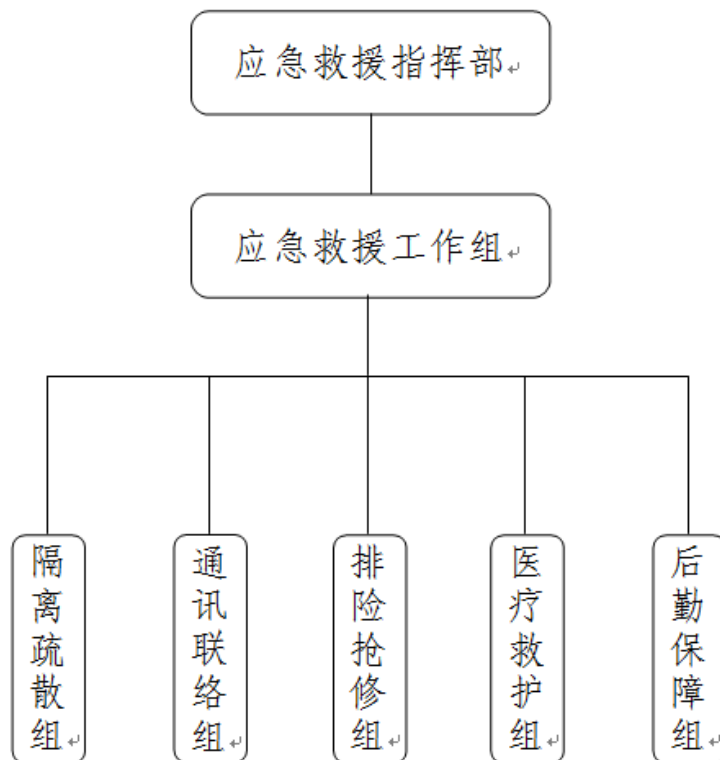 应急救援指挥部
应急救援工作组
隔离疏散组
通讯联络组
排险抢修组
医疗救护组
后勤保障组